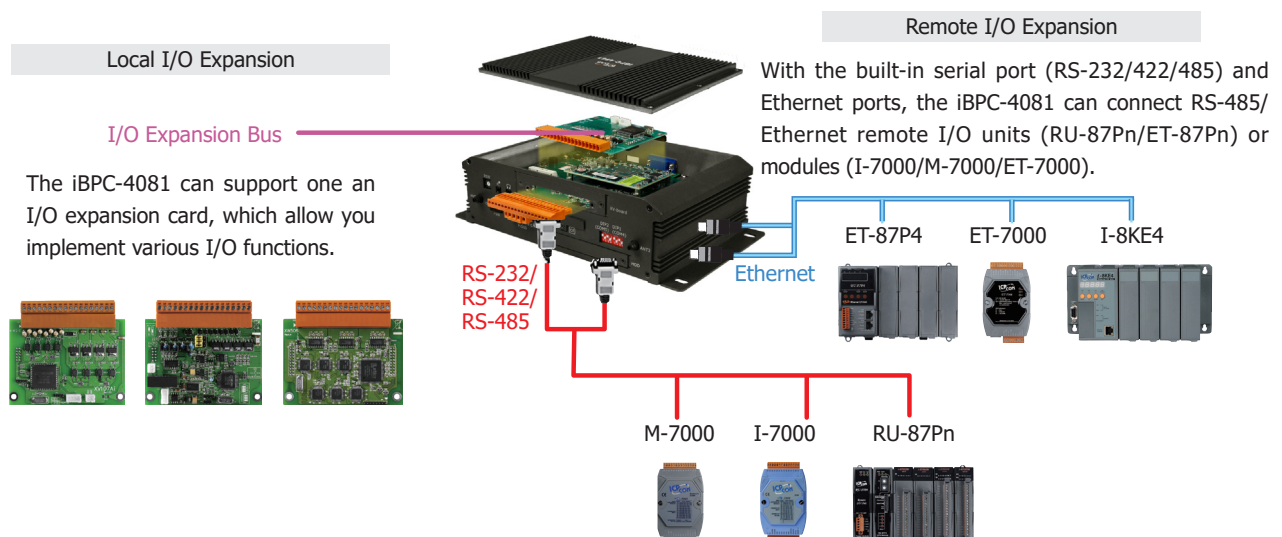 Local I/O Expansion
I/O Expansion Bus
The iBPC-4081 can support one an
I/O expansion card, which allow you
implement various I/O functions.
Remote I/O Expansion
With the built-in serial port (RS-232/422/485) and
Ethernet ports, the iBPC-4081 can connect RS-485/
Ethernet remote I/O units (RU-87Pn/ET-87Pn) or
modules (I-7000/M-7000/ET-7000).
RS-232/
RS-422/
RS-485
Ethernet
ET-87P4
ET-7000
I-8KE4
M-7000
I-7000
RU-87Pn